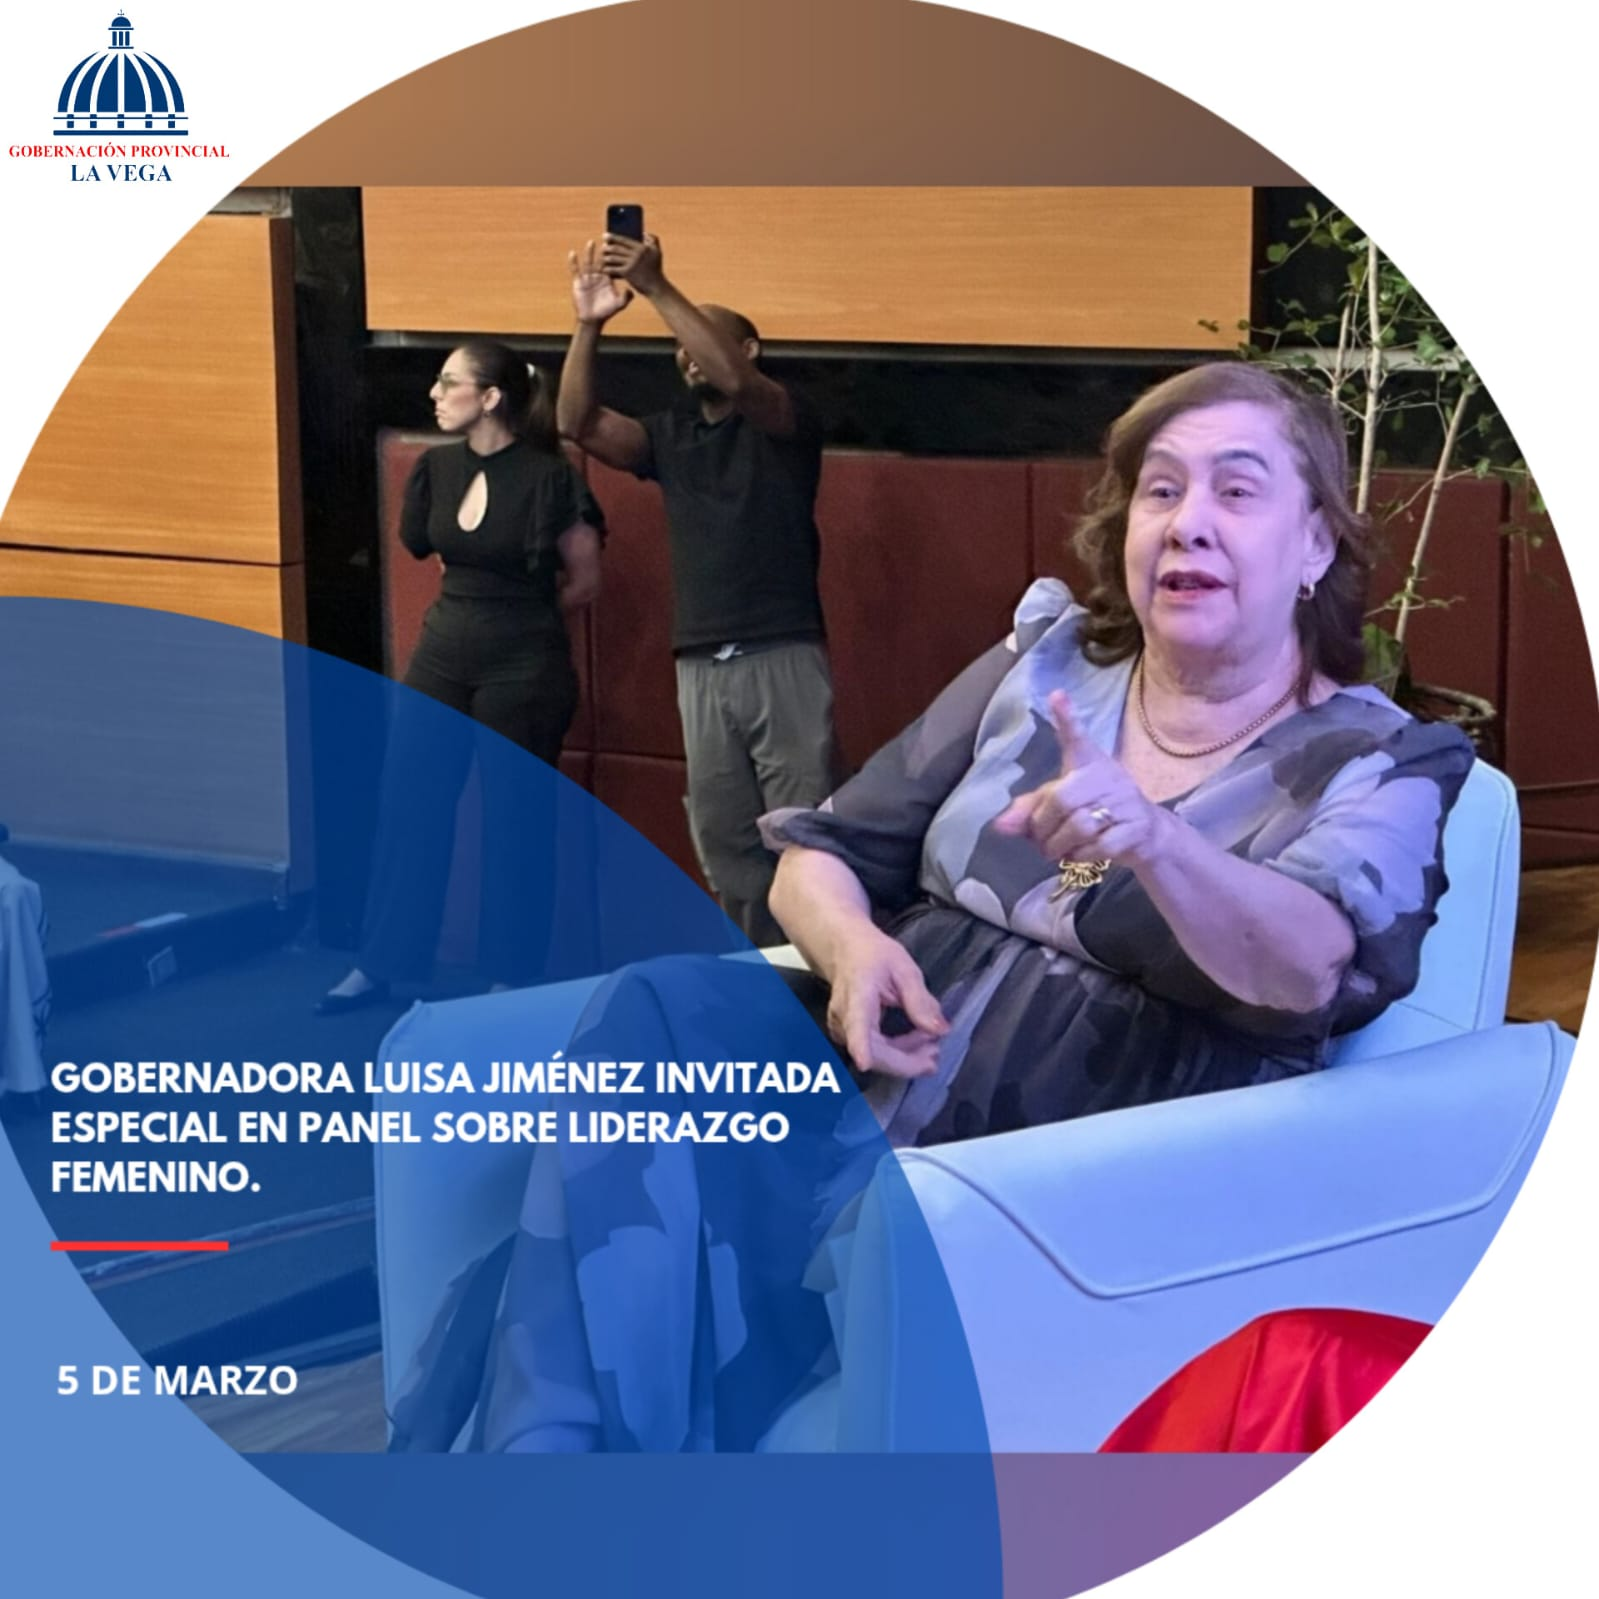 GOBERNACIÓN PROVINCIAL
LA VEGA
GOBERNADORA LUISA JIMÉNEZ INVITADA
ESPECIAL EN PANEL SOBRE LIDERAZGO
FEMENINO.
5 DE MARZO